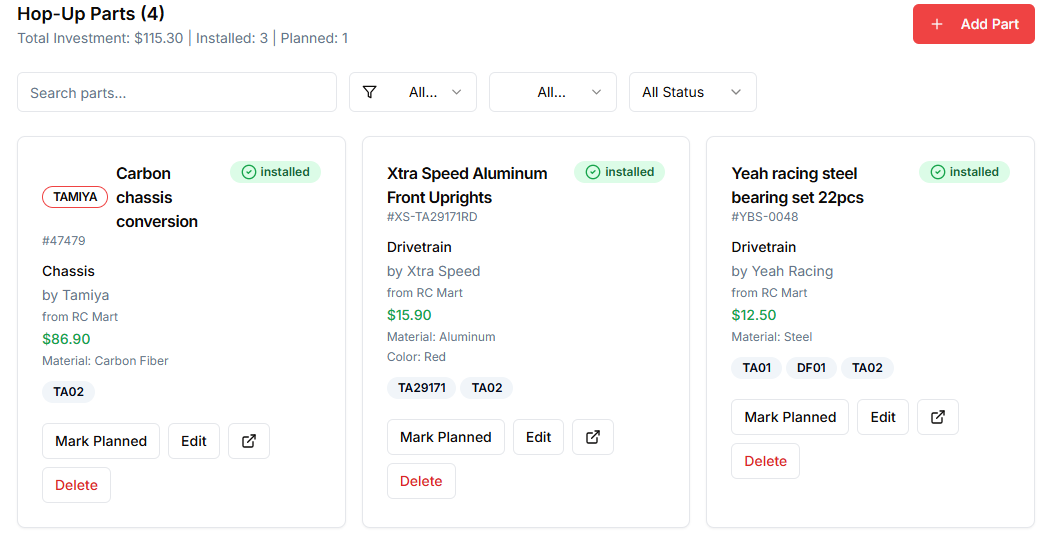 Hop-Up Parts (4)
Total Investment: $115.30 | Installed: 3 | Planned: 1
Add Part
Search parts...
All...
All...
All Status
TAMIYA
Carbon
chassis
conversion
installed
#47479
Chassis
by Tamiya
from RC Mart
$86.90
Material: Carbon Fiber
TA02
Mark Planned
Edit
Delete
Xtra Speed Aluminum
Front Uprights
installed
#XS-TA29171RD
Drivetrain
by Xtra Speed
from RC Mart
$15.90
Material: Aluminum
Color: Red
TA29171
TA02
Mark Planned
Edit
Delete
Yeah racing steel
bearing set 22pcs
installed
#YBS-0048
Drivetrain
by Yeah Racing
from RC Mart
$12.50
Material: Steel
TA01
DF01
TA02
Mark Planned
Edit
Delete